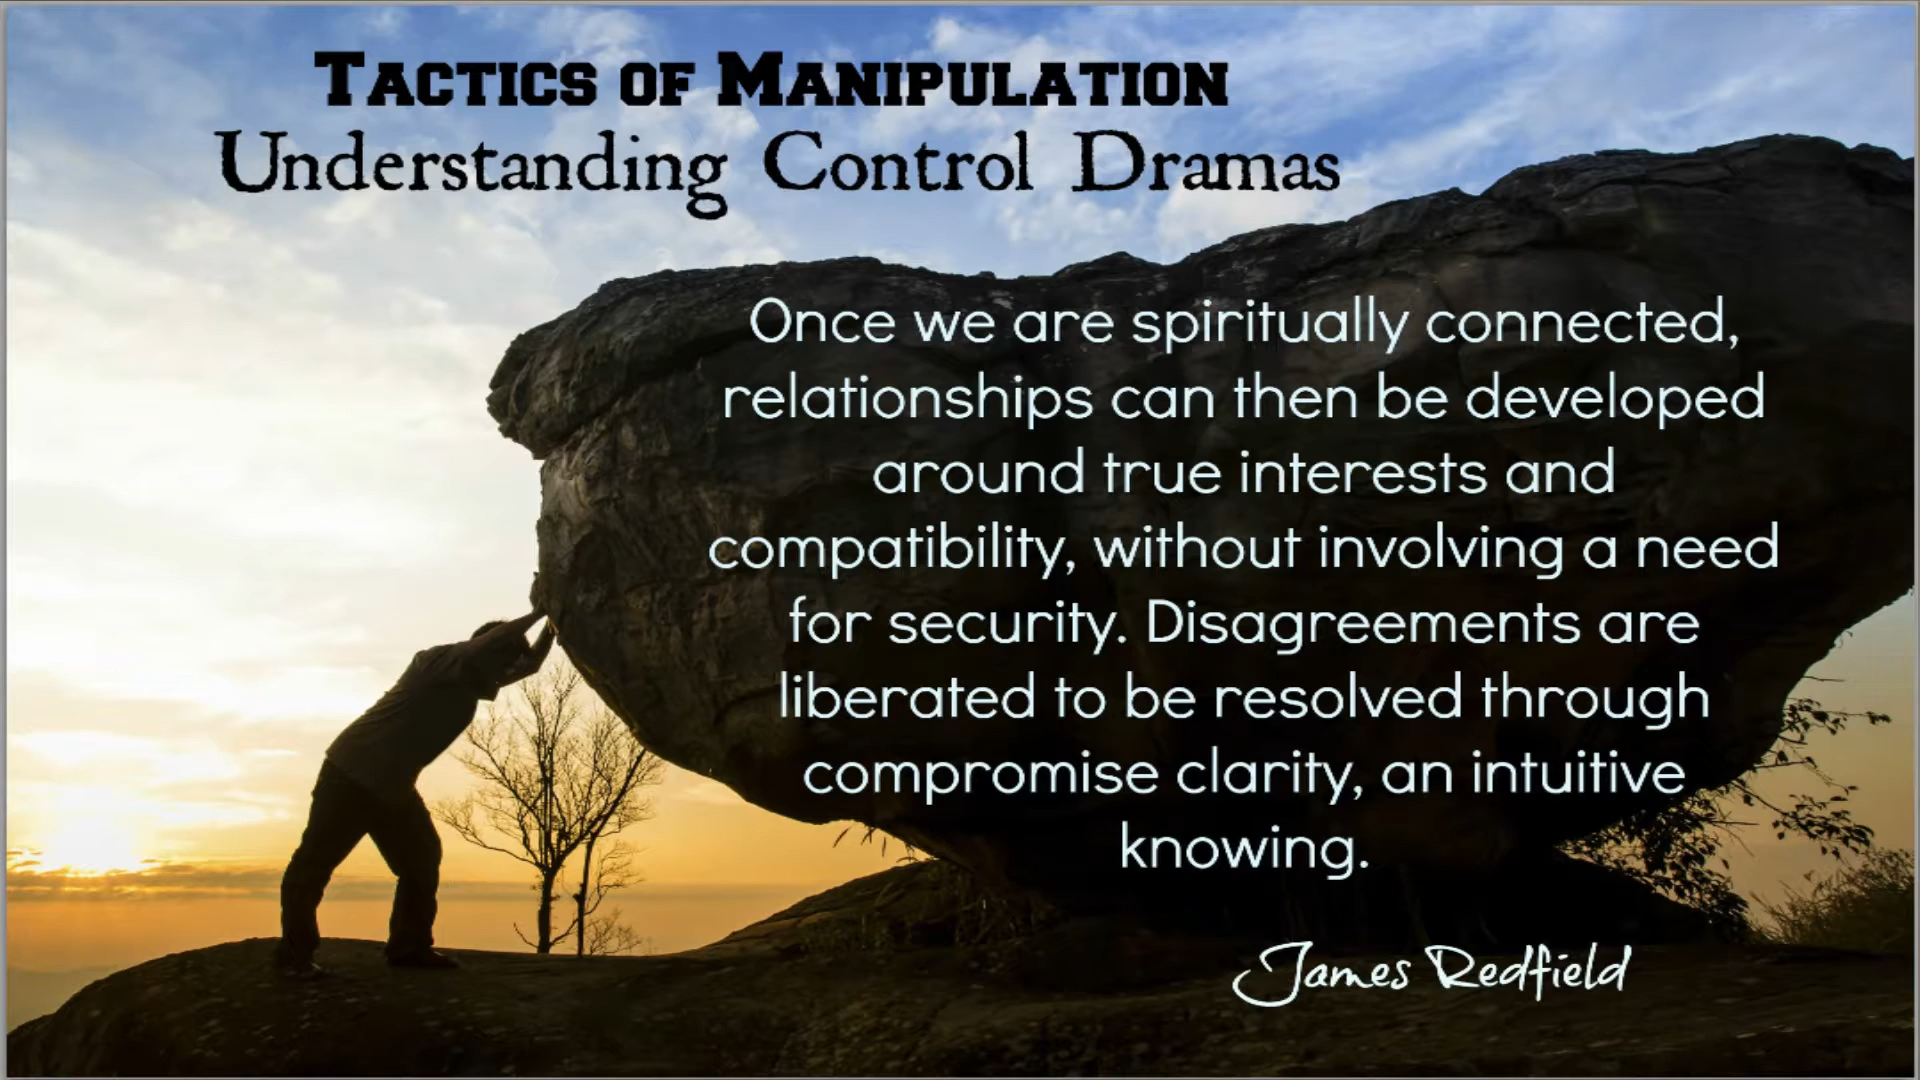 Tactics of Manipulation
Understanding Control Dramas
Once we are spiritually connected,
relationships can then be developed
around true interests and
compatibility, without involving a need
for security. Disagreements are
liberated to be resolved through
compromise clarity, an intuitive
knowing.
James Redfield